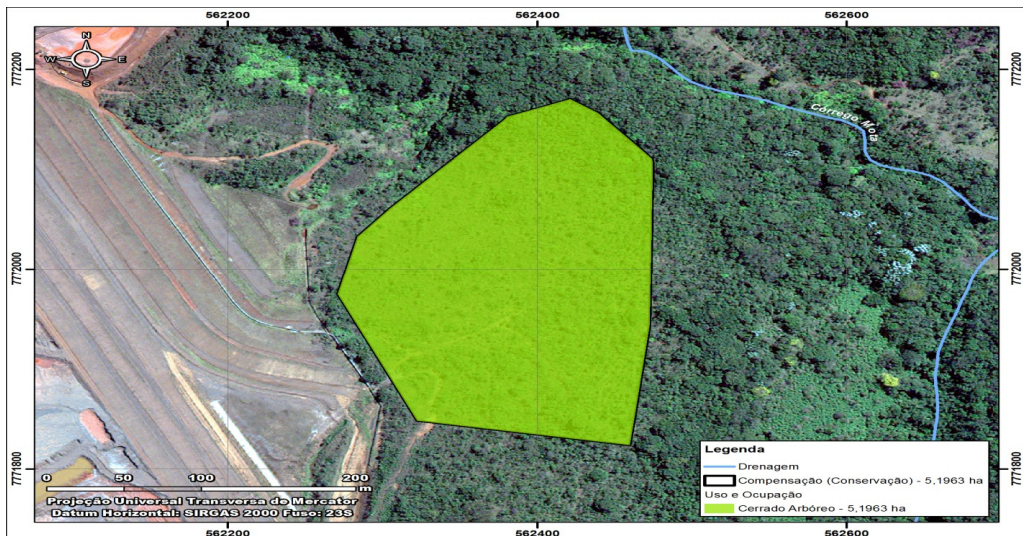 562200 562400 562600
N
W E
S
7772200 7772200
Córrego Mota
7772000 7772000
Legenda
Drenagem
Compensação (Conservação) - 5,1963 ha
Uso e Ocupação
Cerrado Arbóreo - 5,1963 ha
7771800 7771800
0 50 100 200
m
Projeção Universal Transversa de Mercator
Datum Horizontal: SIRGAS 2000 Fuso: 23S
562200 562400 562600